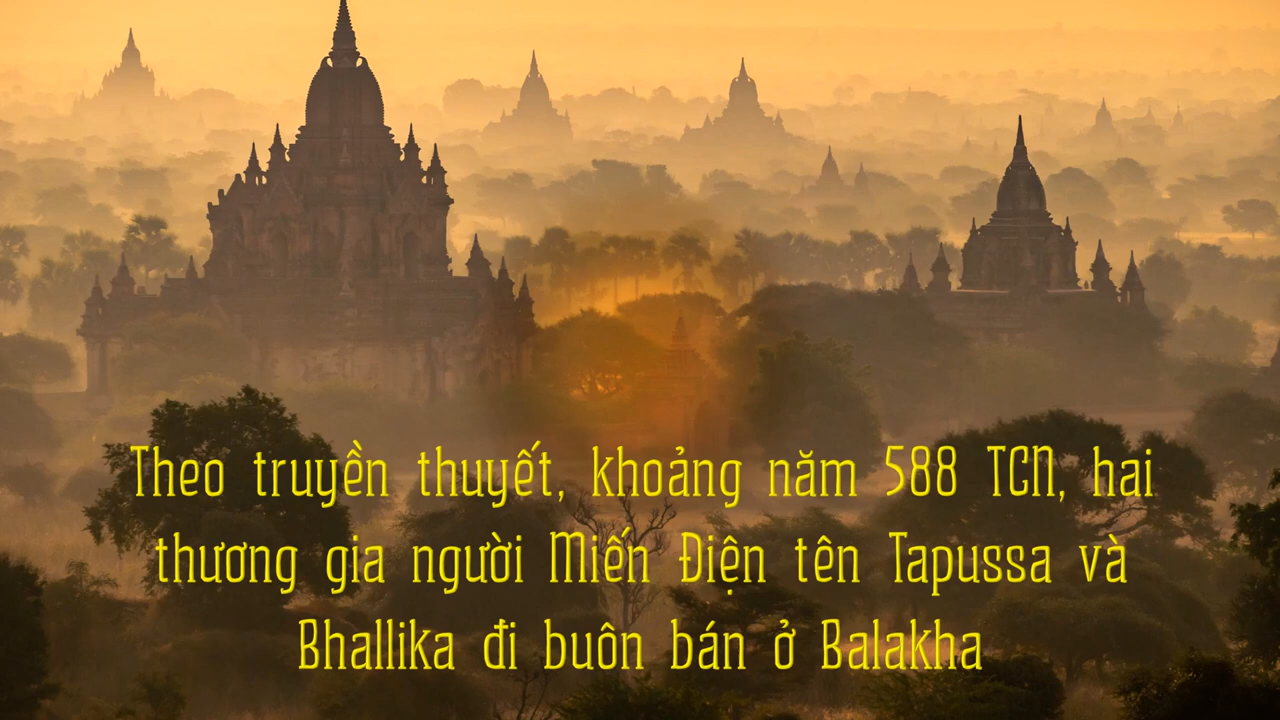 Theo truyền thuyết, khoảng năm 588 TCN, hai
thương gia người Miến Điện tên Tapussa và
Bhallika đi buôn bán ở Balakha